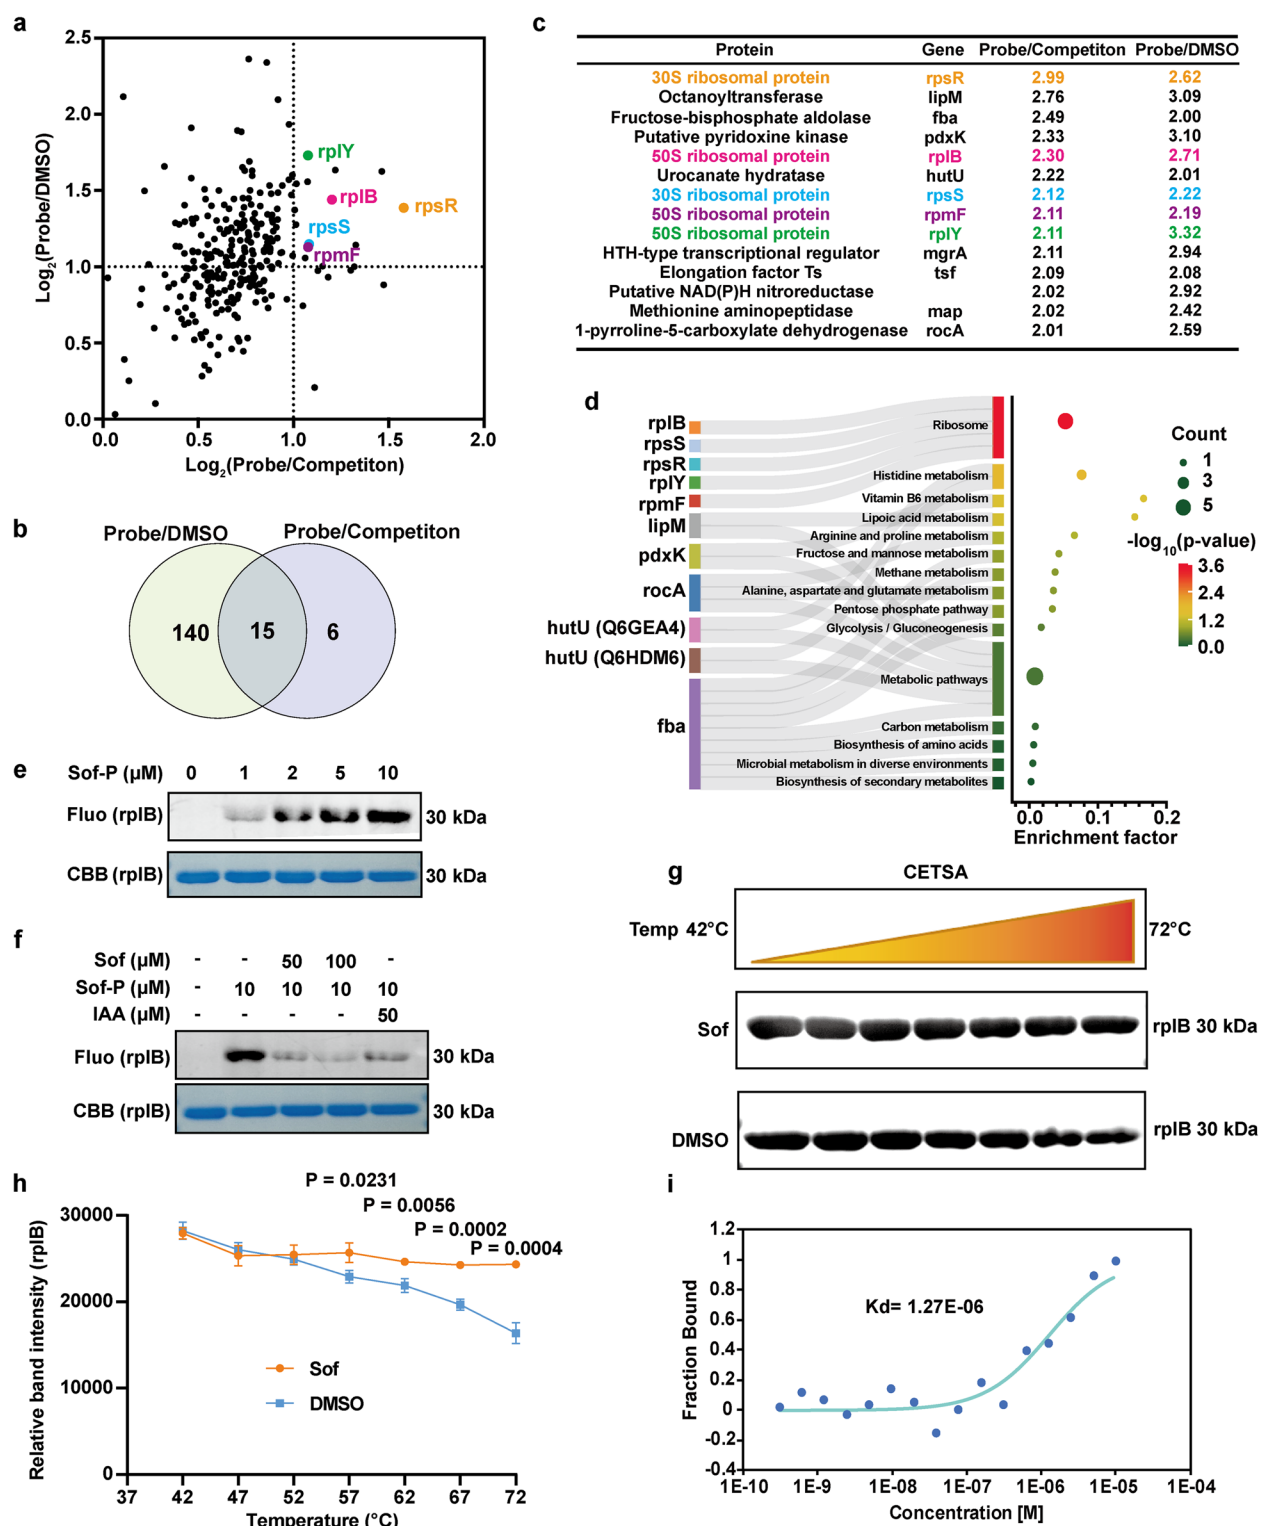 a
2.5
2.0
1.5
1.0
0.5
0.0
0.0 0.5 1.0 1.5 2.0
Log2(Probe/DMSO)
Log2(Probe/Competiton)
rplY
rplB
rpsR
rpsS
rpmF
b
Probe/DMSO Probe/Competiton
140 15 6
c
Protein Gene Probe/Competiton Probe/DMSO
30S ribosomal protein rpsR 2.99 2.62
Octanoyltransferase lipM 2.76 3.09
Fructose-bisphosphate aldolase fba 2.49 2.00
Putative pyridoxine kinase pdxK 2.33 3.10
50S ribosomal protein rplB 2.30 2.71
Urocanate hydratase hutU 2.22 2.01
30S ribosomal protein rpsS 2.12 2.22
50S ribosomal protein rpmF 2.11 2.19
50S ribosomal protein rplY 2.11 3.32
HTH-type transcriptional regulator mgrA 2.11 2.94
Elongation factor Ts tsf 2.09 2.08
Putative NAD(P)H nitroreductase 2.02 2.92
Methionine aminopeptidase map 2.02 2.42
1-pyrroline-5-carboxylate dehydrogenase rocA 2.01 2.59
d
rplB
rpsS
rpsR
rplY
rpmF
lipM
pdxK
rocA
hutU (Q6GEA4)
hutU (Q6HDM6)
fba
Ribosome
Histidine metabolism
Vitamin B6 metabolism
Lipoic acid metabolism
Arginine and proline metabolism
Fructose and mannose metabolism
Methane metabolism
Alanine, aspartate and glutamate metabolism
Pentose phosphate pathway
Glycolysis / Gluconeogenesis
Metabolic pathways
Carbon metabolism
Biosynthesis of amino acids
Microbial metabolism in diverse environments
Biosynthesis of secondary metabolites
0.0 0.1 0.2
Enrichment factor
Count
1
3
5
-log10(p-value)
3.6
2.4
1.2
0.0
e
Sof-P (μM) 0 1 2 5 10
Fluo (rplB) 30 kDa
CBB (rplB) 30 kDa
f
Sof (μM) - - 50 100 -
Sof-P (μM) - 10 10 10 10
IAA (μM) - - - - 50
Fluo (rplB) 30 kDa
CBB (rplB) 30 kDa
g
CETSA
Temp 42°C 72°C
Sof rplB 30 kDa
DMSO rplB 30 kDa
h
P = 0.0231
P = 0.0056
P = 0.0002
P = 0.0004
30000
20000
10000
0
37 42 47 52 57 62 67 72
Relative band intensity (rplB)
Temperature (°C)
Sof
DMSO
i
1.2
1
0.8
0.6
0.4
0.2
0
-0.2
-0.4
Fraction Bound
Kd= 1.27E-06
1E-10 1E-9 1E-08 1E-07 1E-06 1E-05 1E-04
Concentration [M]